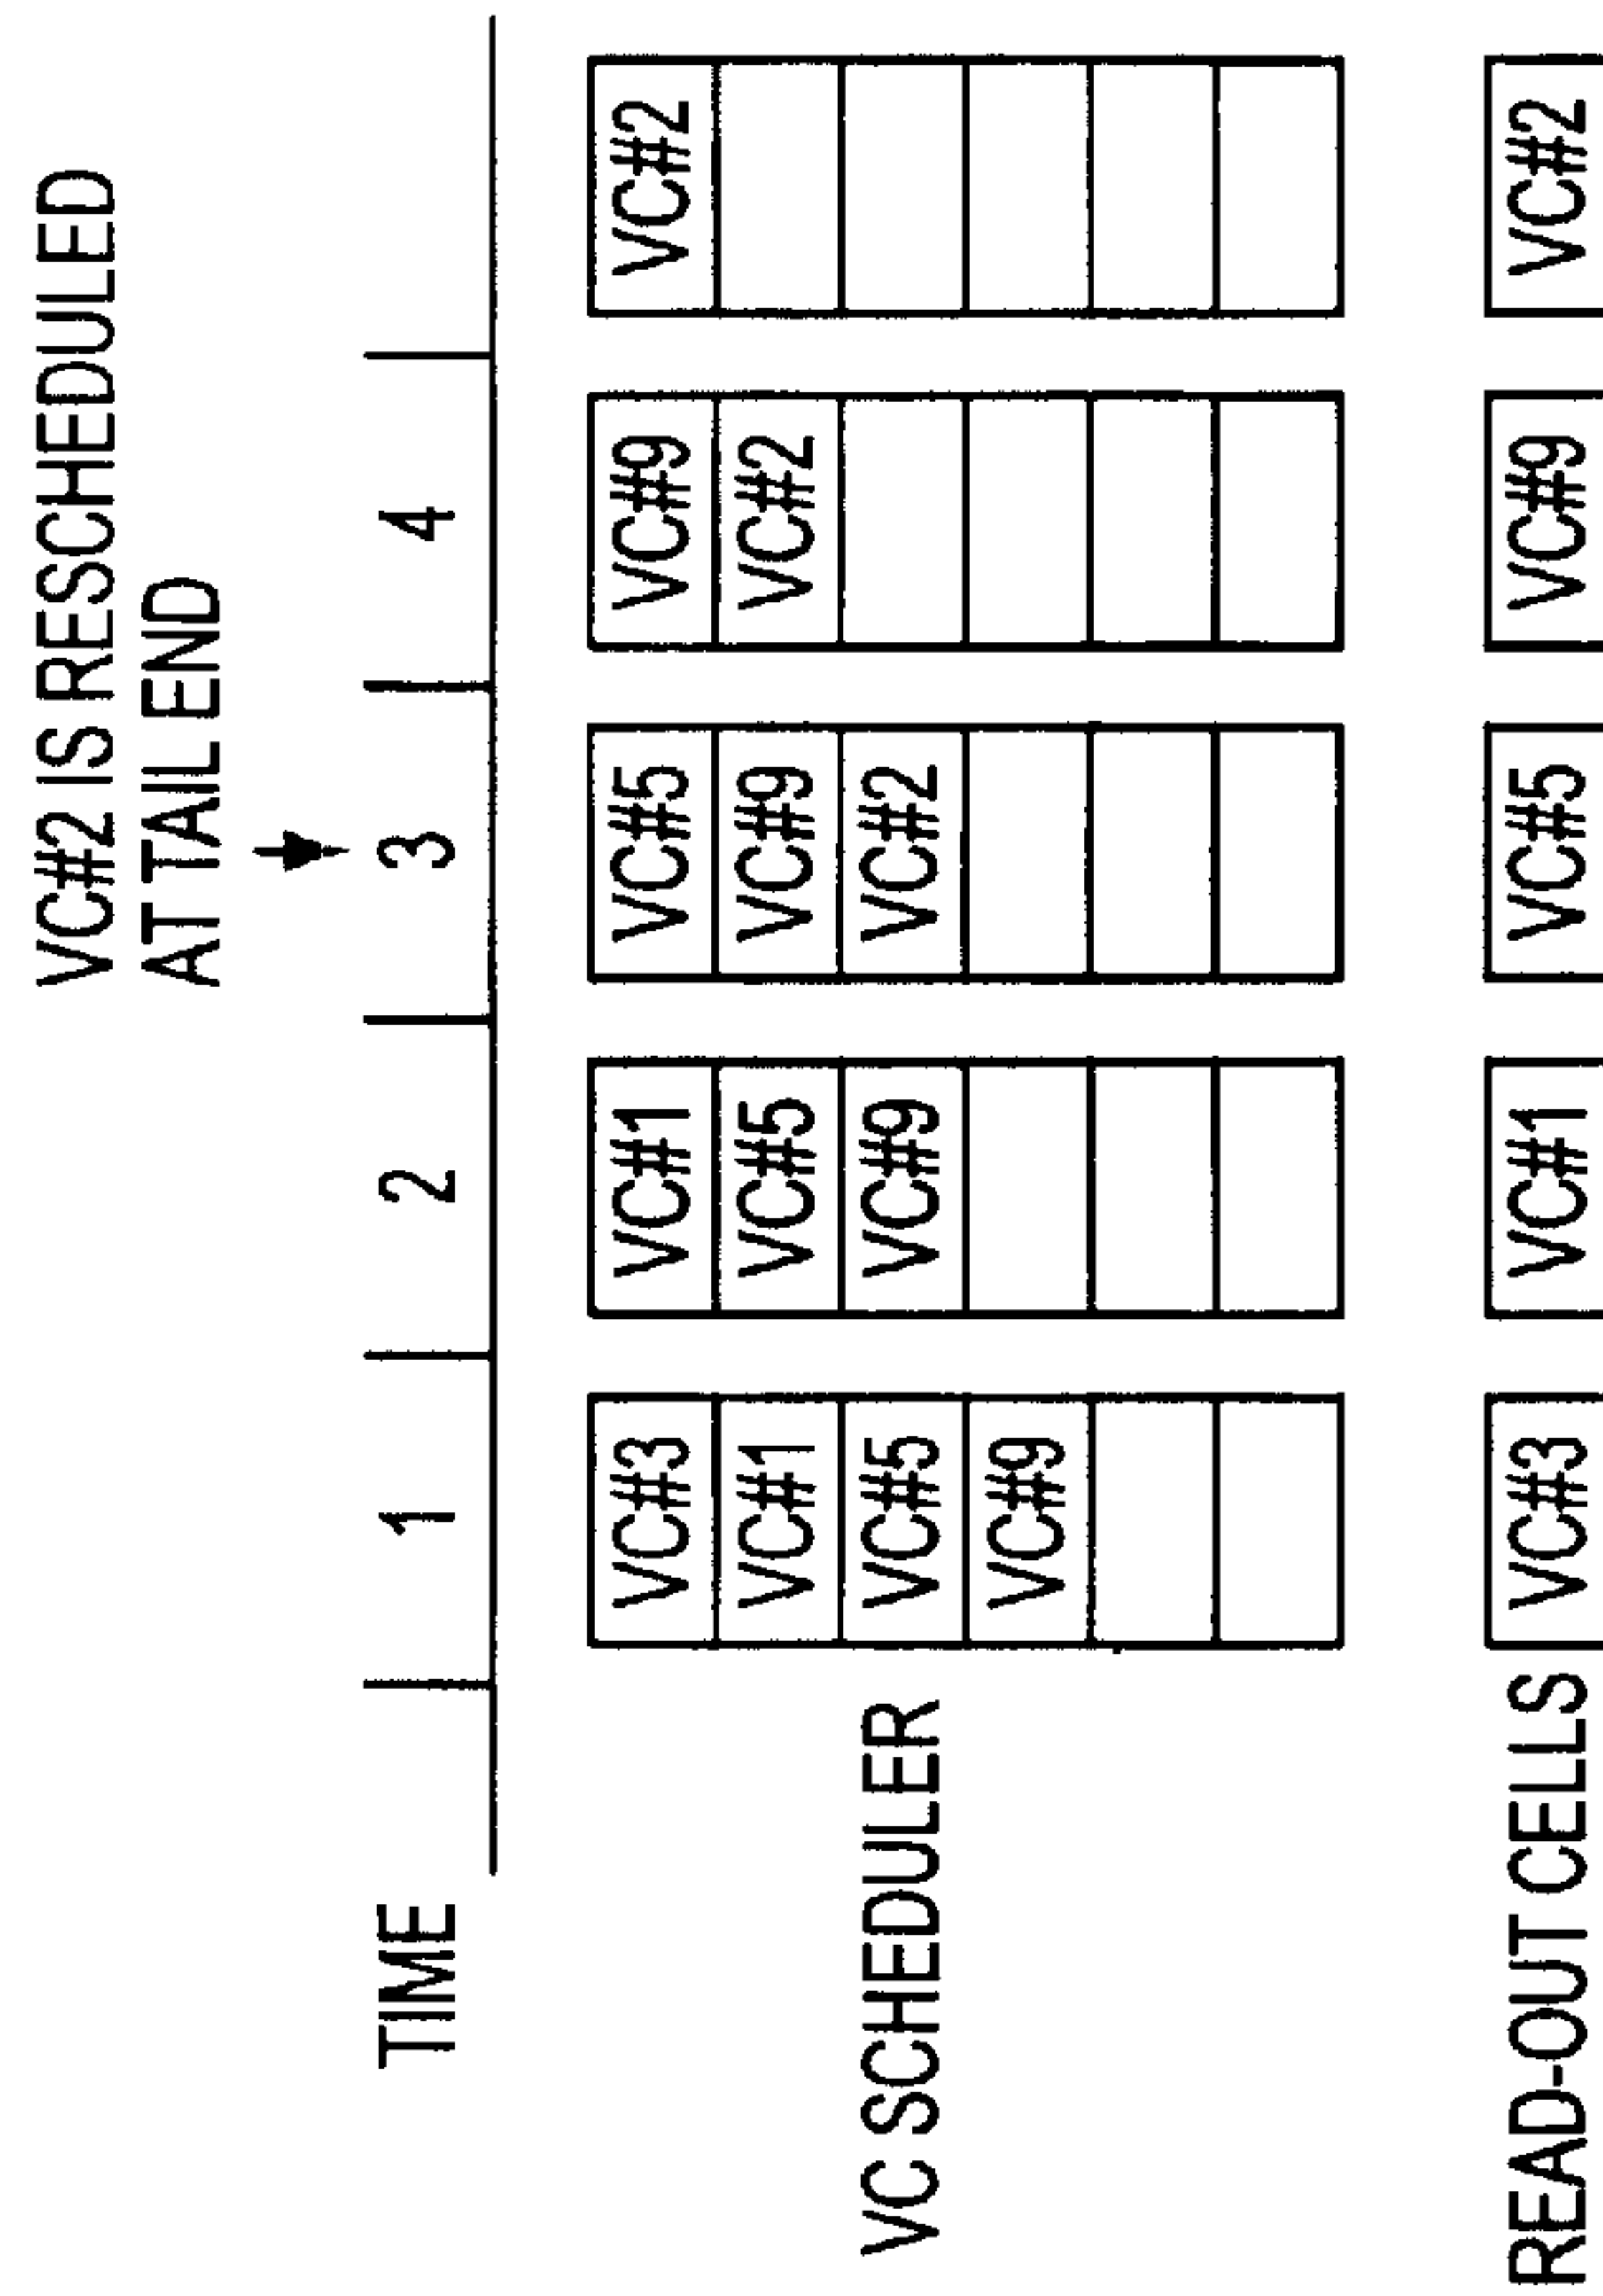 VC#2 IS RESCHEDULED
AT TAIL END
TIME 1 2 3 4
VC SCHEDULER
VC#3 VC#1 VC#5 VC#9 VC#2
VC#1 VC#5 VC#9 VC#2
VC#5 VC#9 VC#2
VC#9
READ-OUT CELLS VC#3 VC#1 VC#5 VC#9 VC#2